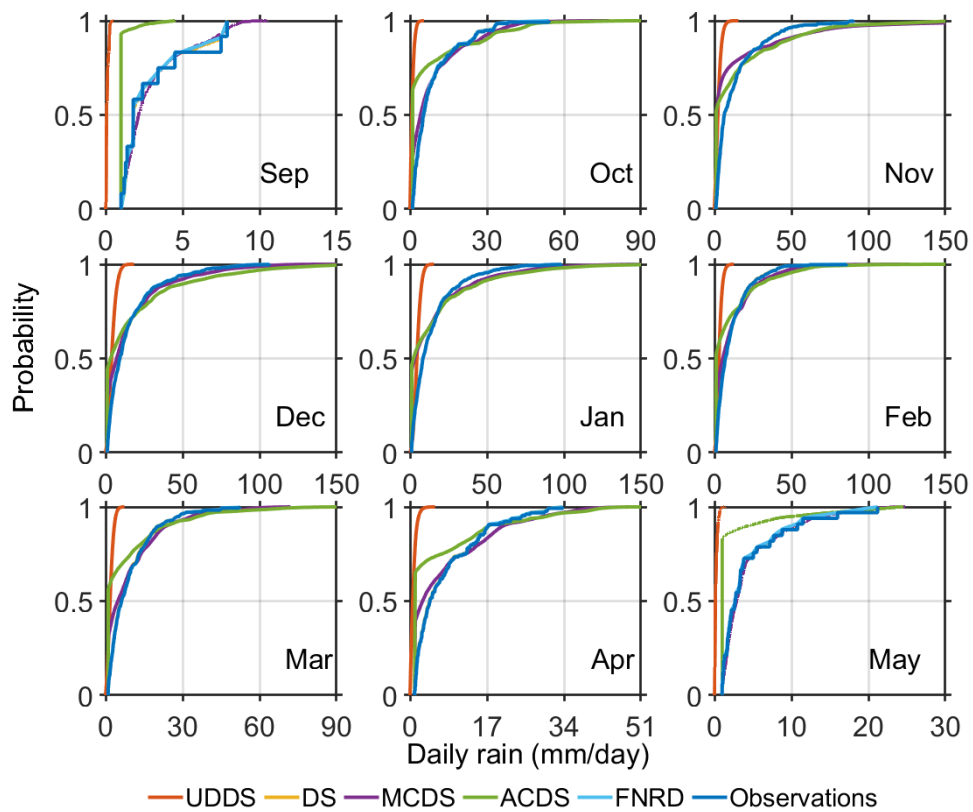 1
0.5
0
Sep
0 5 10 15
1
0.5
0
Oct
0 30 60 90
1
0.5
0
Nov
0 50 100 150
Probability
1
0.5
0
Dec
0 50 100 150
1
0.5
0
Jan
0 50 100 150
1
0.5
0
Feb
0 50 100 150
1
0.5
0
Mar
0 30 60 90
1
0.5
0
Apr
0 17 34 51
1
0.5
0
May
0 10 20 30
Daily rain (mm/day)
UDDS DS MCDS ACDS FNRD Observations